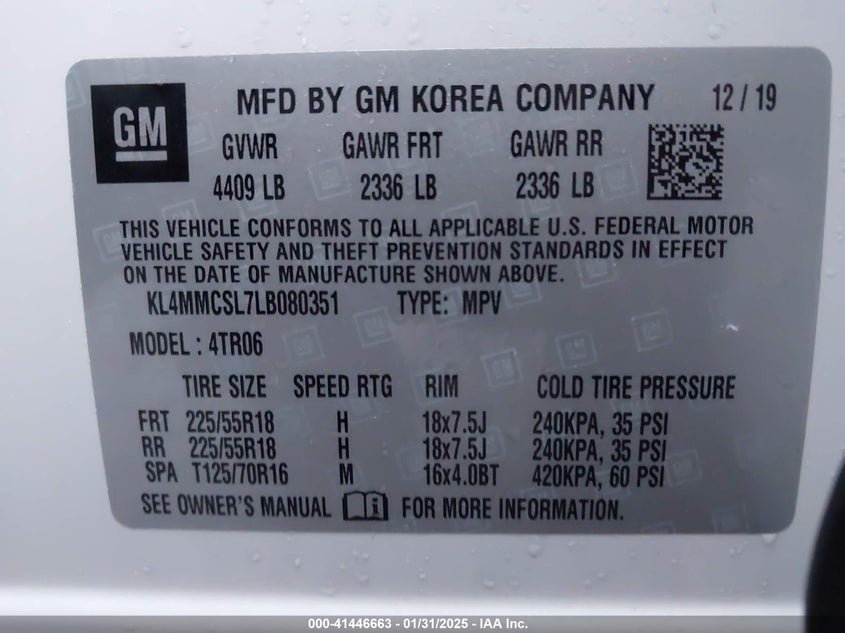 GM
MFD BY GM KOREA COMPANY 12 / 19
GVWR GAWR FRT GAWR RR
4409 LB 2336 LB 2336 LB
THIS VEHICLE CONFORMS TO ALL APPLICABLE U.S. FEDERAL MOTOR
VEHICLE SAFETY AND THEFT PREVENTION STANDARDS IN EFFECT
ON THE DATE OF MANUFACTURE SHOWN ABOVE.
KL4MMCSL7LB080351 TYPE: MPV
MODEL : 4TR06
TIRE SIZE SPEED RTG RIM COLD TIRE PRESSURE
FRT 225/55R18 H 18x7.5J 240KPA, 35 PSI
RR 225/55R18 H 18x7.5J 240KPA, 35 PSI
SPA T125/70R16 M 16x4.0BT 420KPA, 60 PSI
SEE OWNER'S MANUAL i FOR MORE INFORMATION.
000-41446663 - 01/31/2025 - IAA Inc.